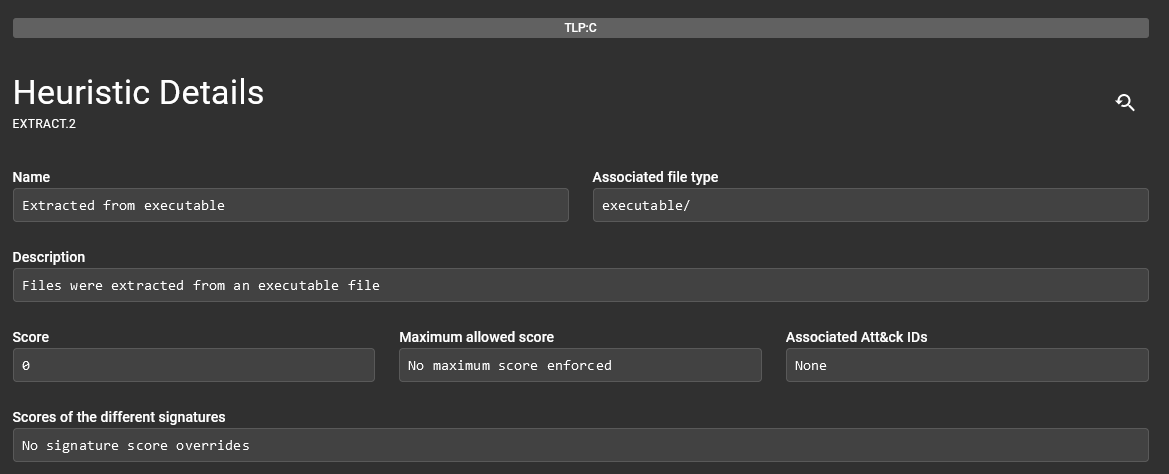 TLP:C
Heuristic Details
EXTRACT.2
Name
Associated file type
Extracted from executable
executable/
Description
Files were extracted from an executable file
Score
Maximum allowed score
Associated Att&ck IDs
0
No maximum score enforced
None
Scores of the different signatures
No signature score overrides